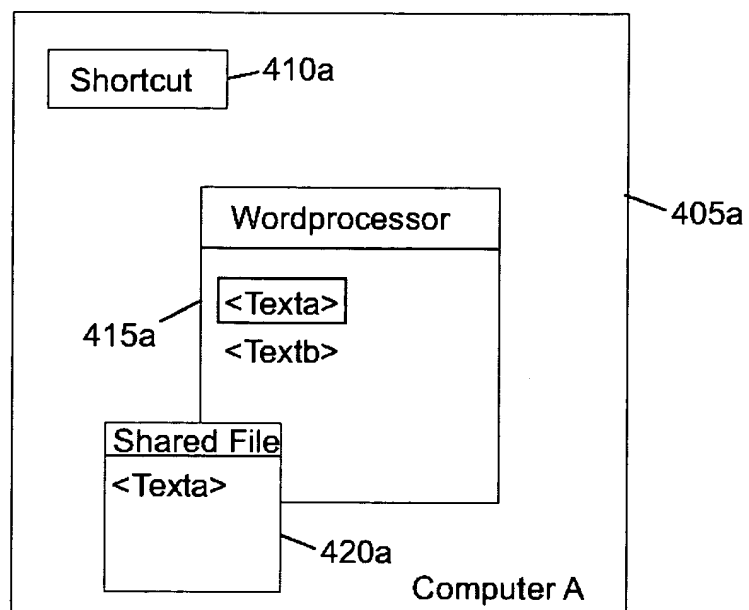 Shortcut
410a
Wordprocessor
405a
<Texta>
415a
<Textb>
Shared File
<Texta>
420a
Computer A